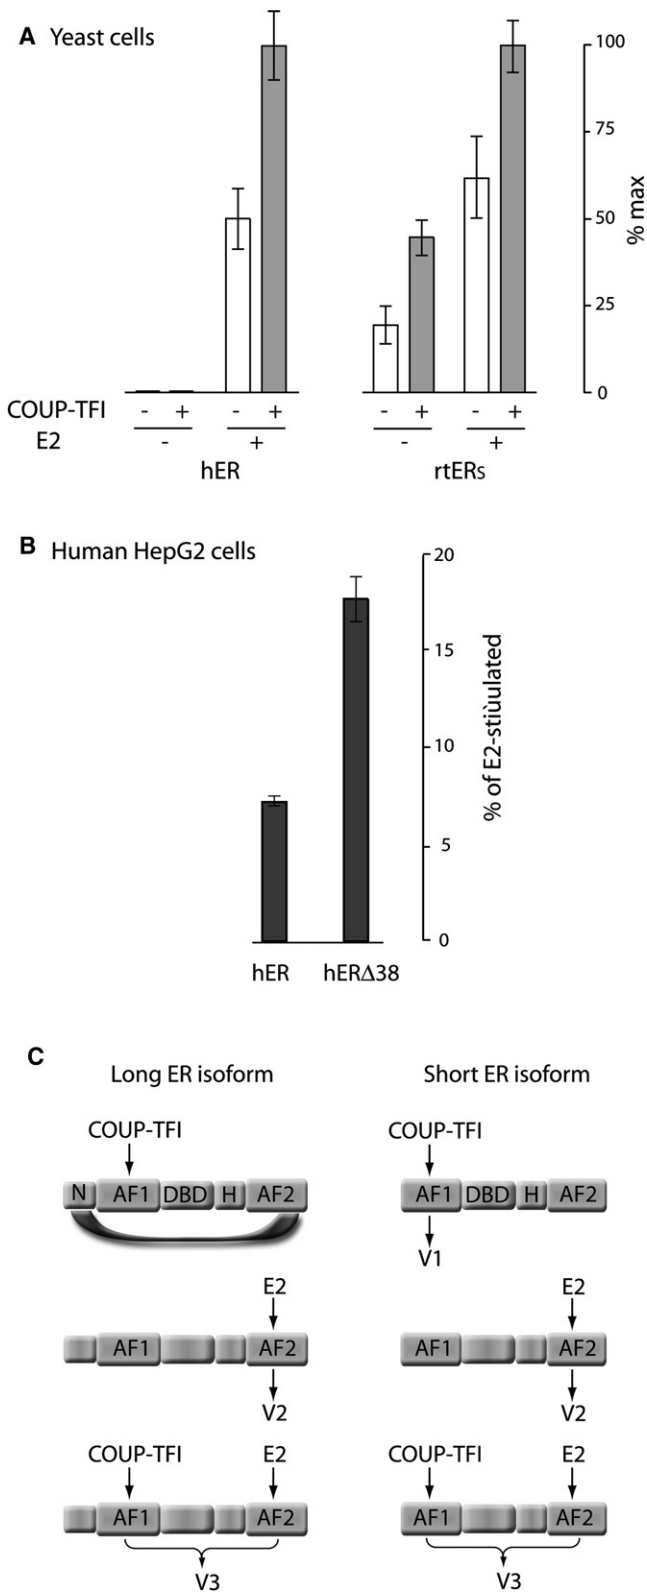 A Yeast cells
100
75
50
25
0
% max
COUP-TFI - + - + - + - +
E2 - + - +
hER rtERs
B Human HepG2 cells
20
15
10
5
0
% of E2-stiùulated
hER hERΔ38
C
Long ER isoform Short ER isoform
COUP-TFI COUP-TFI
N AF1 DBD H AF2 AF1 DBD H AF2
V1
E2 E2
AF1 AF2 AF1 AF2
V2 V2
COUP-TFI E2 COUP-TFI E2
AF1 AF2 AF1 AF2
V3 V3